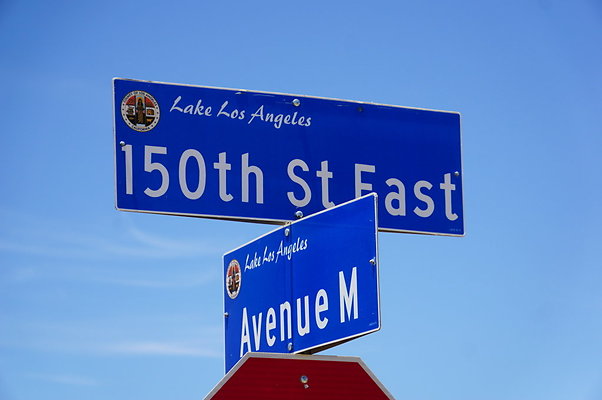 Lake Los Angeles
150th St East
Lake Los Angeles
Avenue M